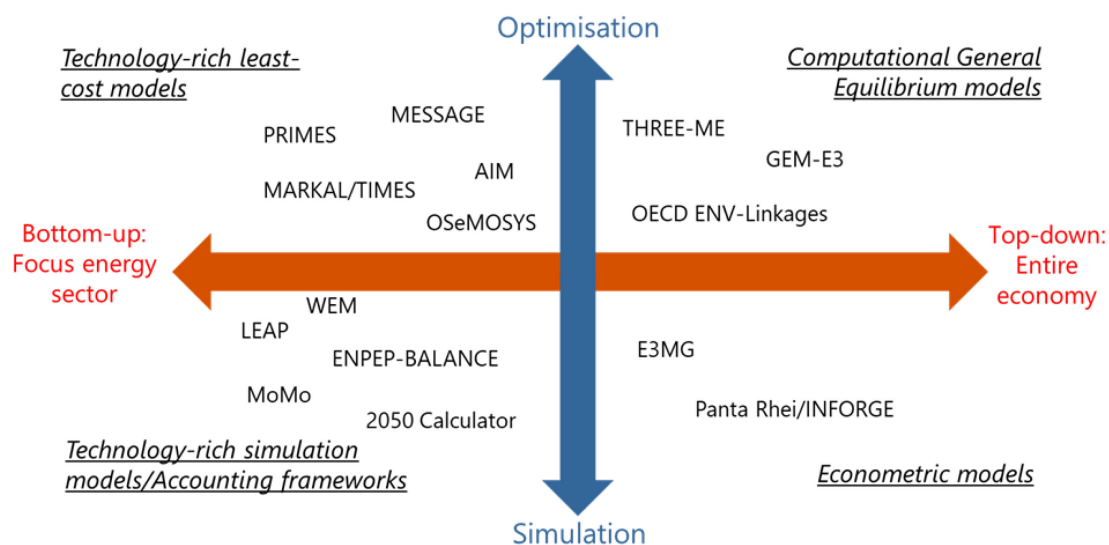 Optimisation
Technology-rich least-
cost models
Computational General
Equilibrium models
MESSAGE
PRIMES
THREE-ME
GEM-E3
AIM
MARKAL/TIMES
OSeMOSYS
OECD ENV-Linkages
Bottom-up:
Focus energy
sector
Top-down:
Entire
economy
WEM
LEAP
ENPEP-BALANCE
E3MG
MoMo
2050 Calculator
Panta Rhei/INFORGE
Technology-rich simulation
models/Accounting frameworks
Econometric models
Simulation